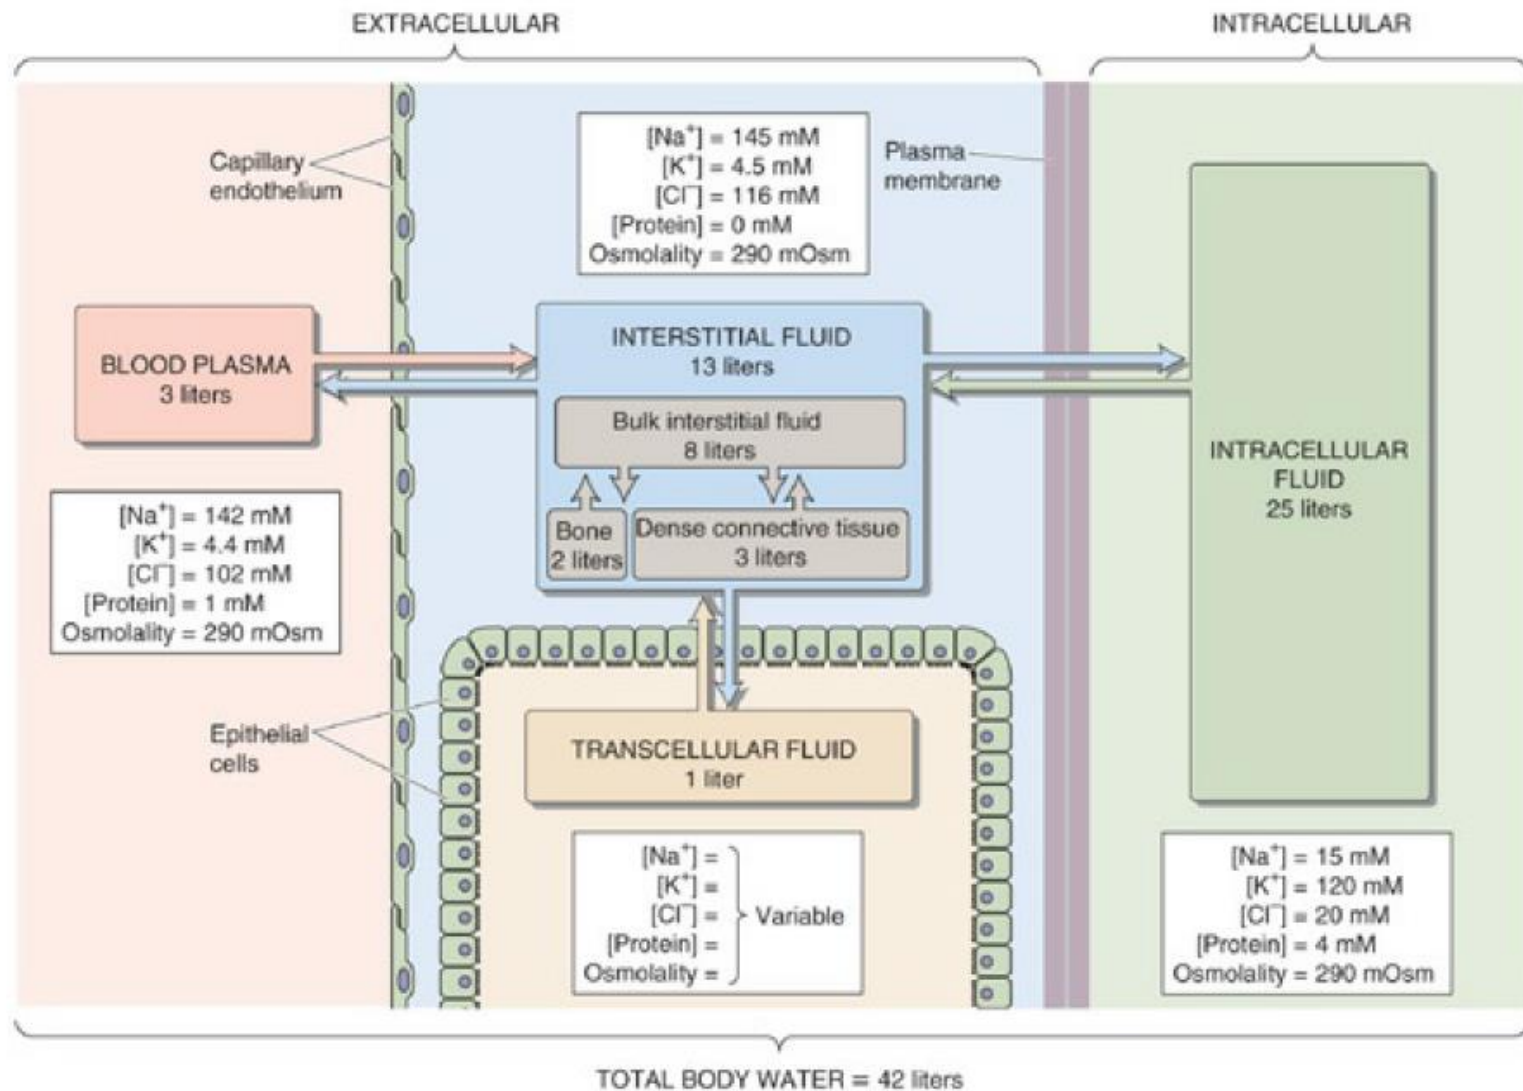 EXTRACELLULAR
INTRACELLULAR
Capillary
endothelium
[Na⁺] = 145 mM
[K⁺] = 4.5 mM
[Cl⁻] = 116 mM
[Protein] = 0 mM
Osmolality = 290 mOsm
Plasma
membrane
BLOOD PLASMA
3 liters
INTERSTITIAL FLUID
13 liters
Bulk interstitial fluid
8 liters
Bone
2 liters
Dense connective tissue
3 liters
INTRACELLULAR
FLUID
25 liters
[Na⁺] = 142 mM
[K⁺] = 4.4 mM
[Cl⁻] = 102 mM
[Protein] = 1 mM
Osmolality = 290 mOsm
Epithelial
cells
TRANSCELLULAR FLUID
1 liter
[Na⁺] =
[K⁺] =
[Cl⁻] =
Variable
[Protein] =
Osmolality =
[Na⁺] = 15 mM
[K⁺] = 120 mM
[Cl⁻] = 20 mM
[Protein] = 4 mM
Osmolality = 290 mOsm
TOTAL BODY WATER = 42 liters